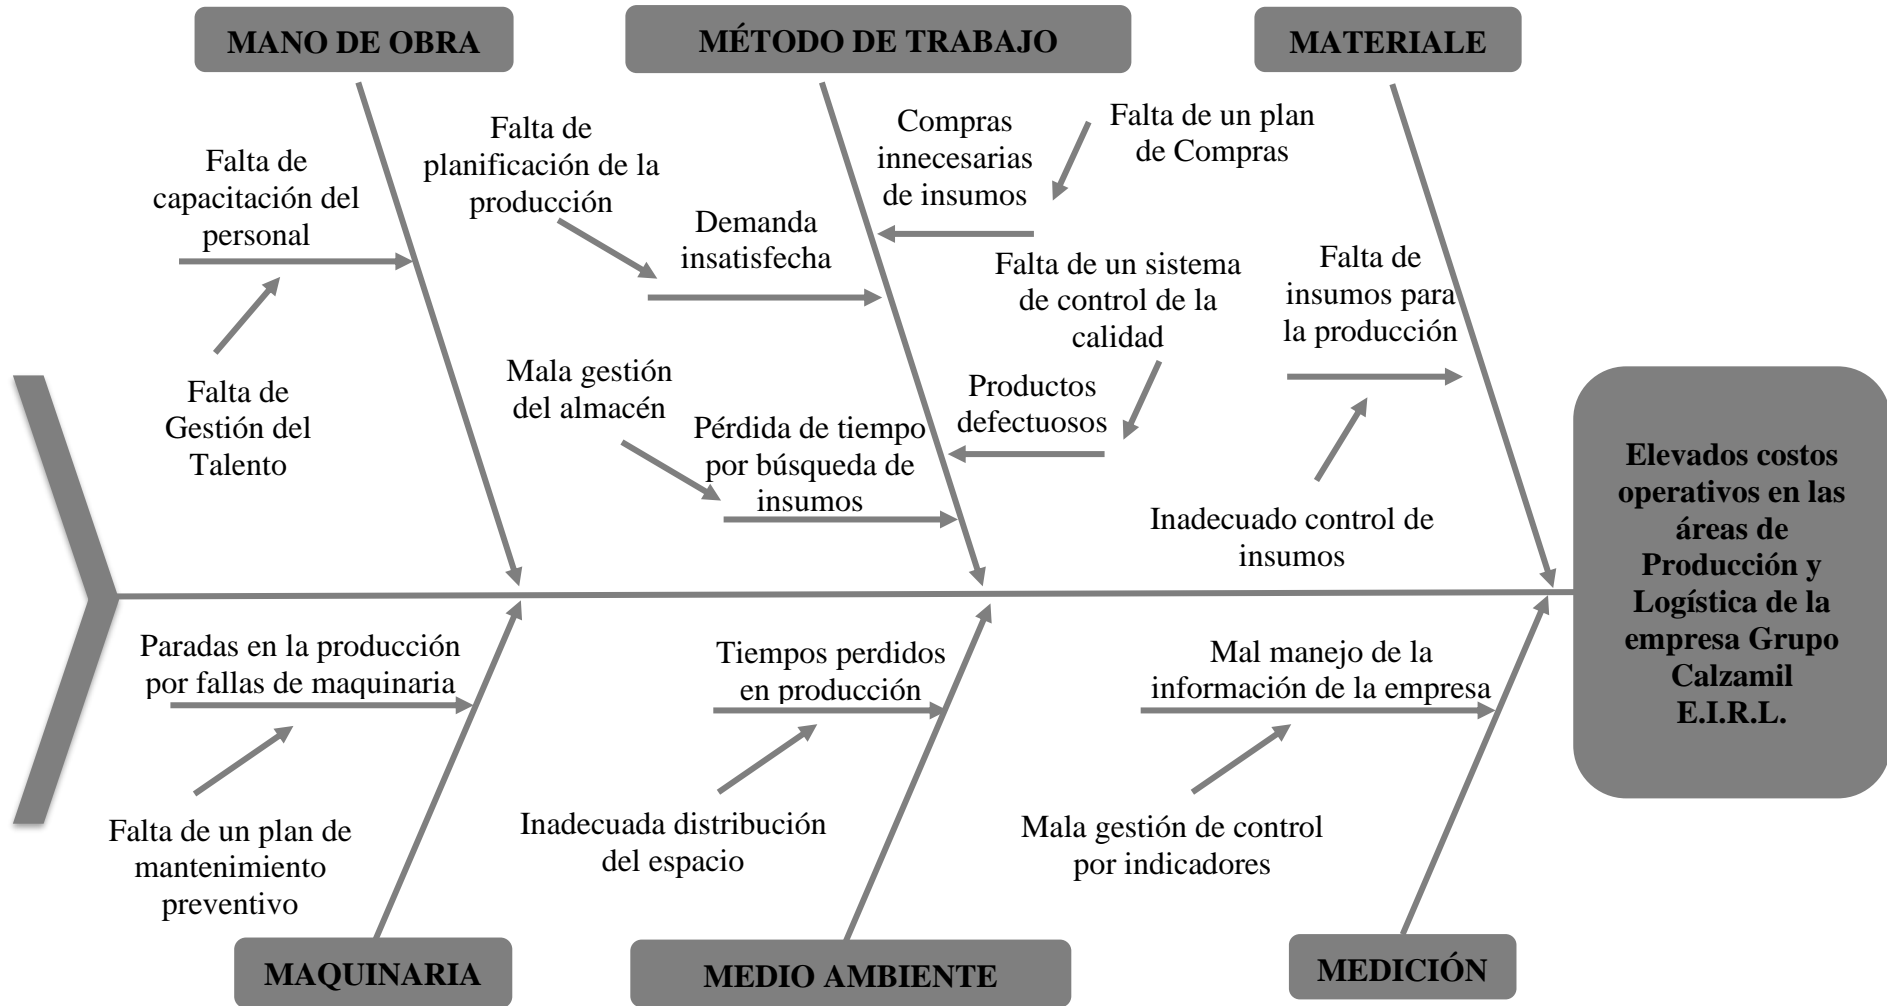 MANO DE OBRA
MÉTODO DE TRABAJO
MATERIALE
Falta de
capacitación del
personal
Falta de
Gestión del
Talento
Falta de
planificación de la
producción
Demanda
insatisfecha
Compras
innecesarias
de insumos
Falta de un plan
de Compras
Mala gestión
del almacén
Pérdida de tiempo
por búsqueda de
insumos
Falta de un sistema
de control de la
calidad
Productos
defectuosos
Falta de
insumos para
la producción
Inadecuado control de
insumos
Elevados costos
operativos en las
áreas de
Producción y
Logística de la
empresa Grupo
Calzamil
E.I.R.L.
Paradas en la producción
por fallas de maquinaria
Falta de un plan de
mantenimiento
preventivo
Tiempos perdidos
en producción
Inadecuada distribución
del espacio
Mal manejo de la
información de la empresa
Mala gestión de control
por indicadores
MAQUINARIA
MEDIO AMBIENTE
MEDICIÓN